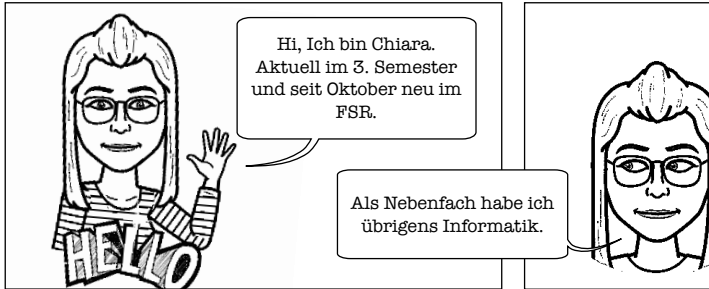 Hi, Ich bin Chiara.
Aktuell im 3. Semester
und seit Oktober neu im
FSR.
Als Nebenfach habe ich
übrigens Informatik.
HELLO